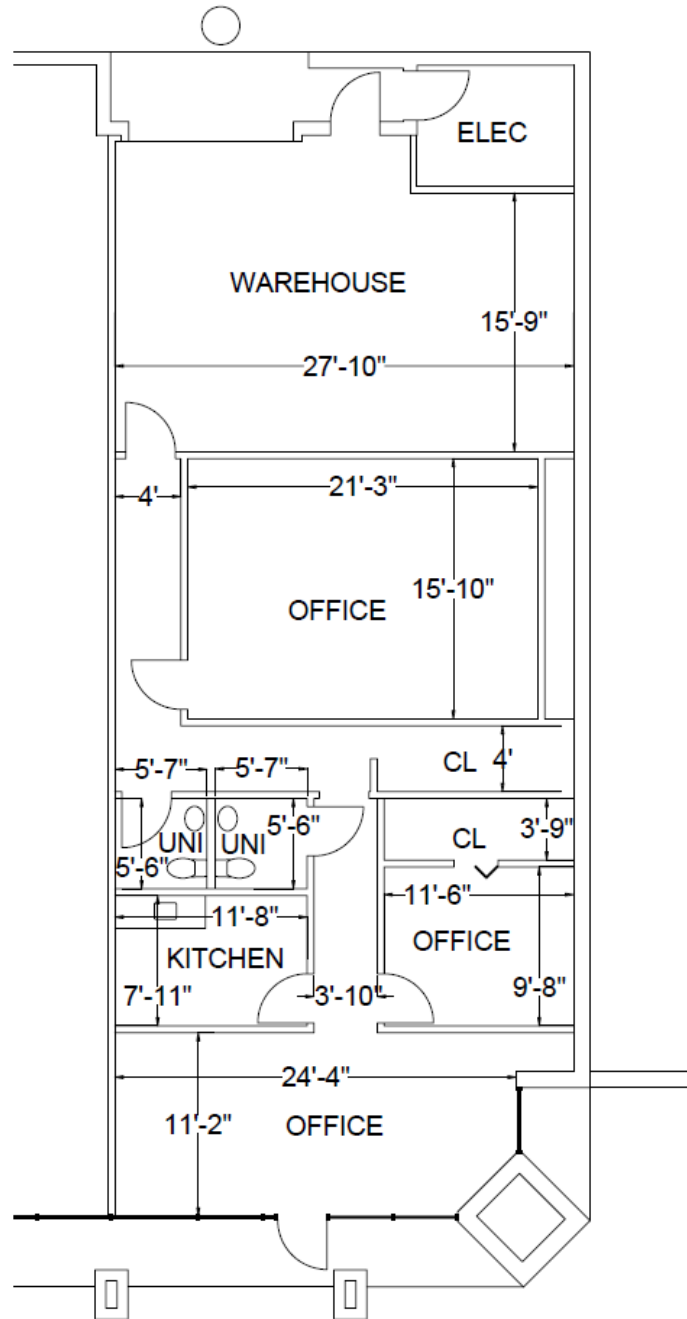 ELEC
WAREHOUSE
15'-9"
27'-10"
4'
21'-3"
15'-10"
OFFICE
CL 4'
5'-7" 5'-7"
5'-6" 3'-9"
UNI UNI CL
5'-6"
11'-8" 11'-6"
OFFICE
KITCHEN
7'-11" 3'-10" 9'-8"
24'-4"
11'-2" OFFICE